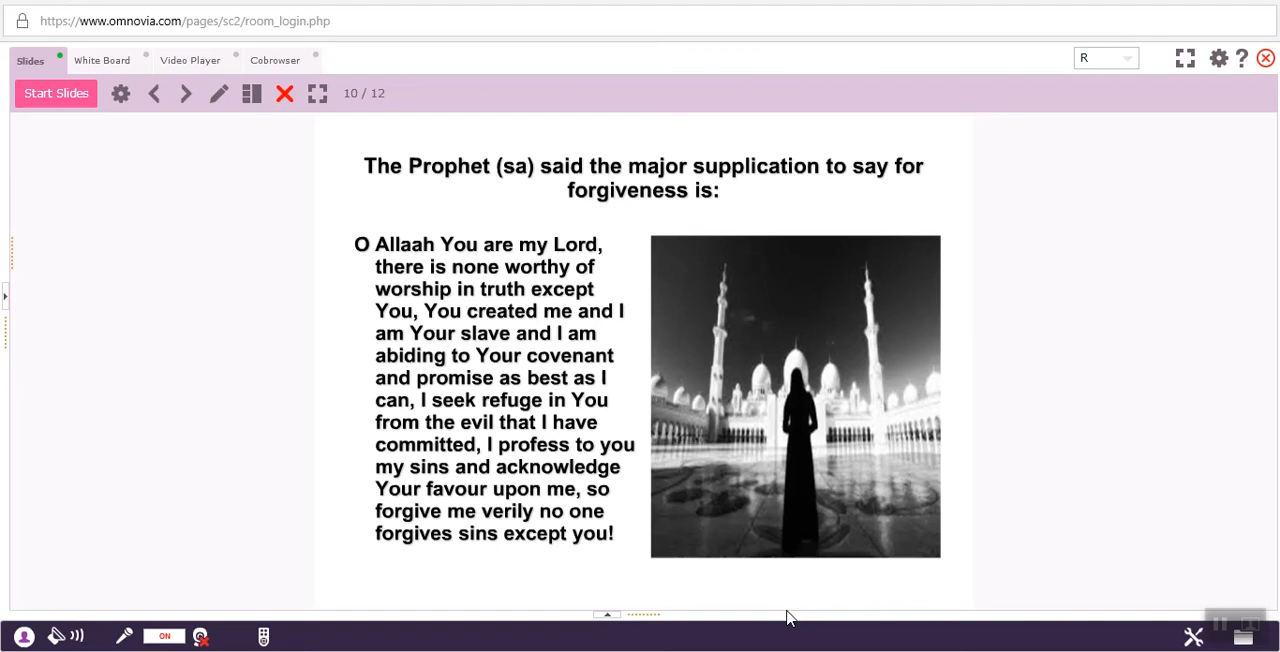 https://www.omnovia.com/pages/sc2/room_login.php
Slides White Board Video Player Cobrowser R ?
Start Slides 10 / 12
The Prophet (sa) said the major supplication to say for
forgiveness is:
O Allaah You are my Lord,
there is none worthy of
worship in truth except
You, You created me and I
am Your slave and I am
abiding to Your covenant
and promise as best as I
can, I seek refuge in You
from the evil that I have
committed, I profess to you
my sins and acknowledge
Your favour upon me, so
forgive me verily no one
forgives sins except you!
ON